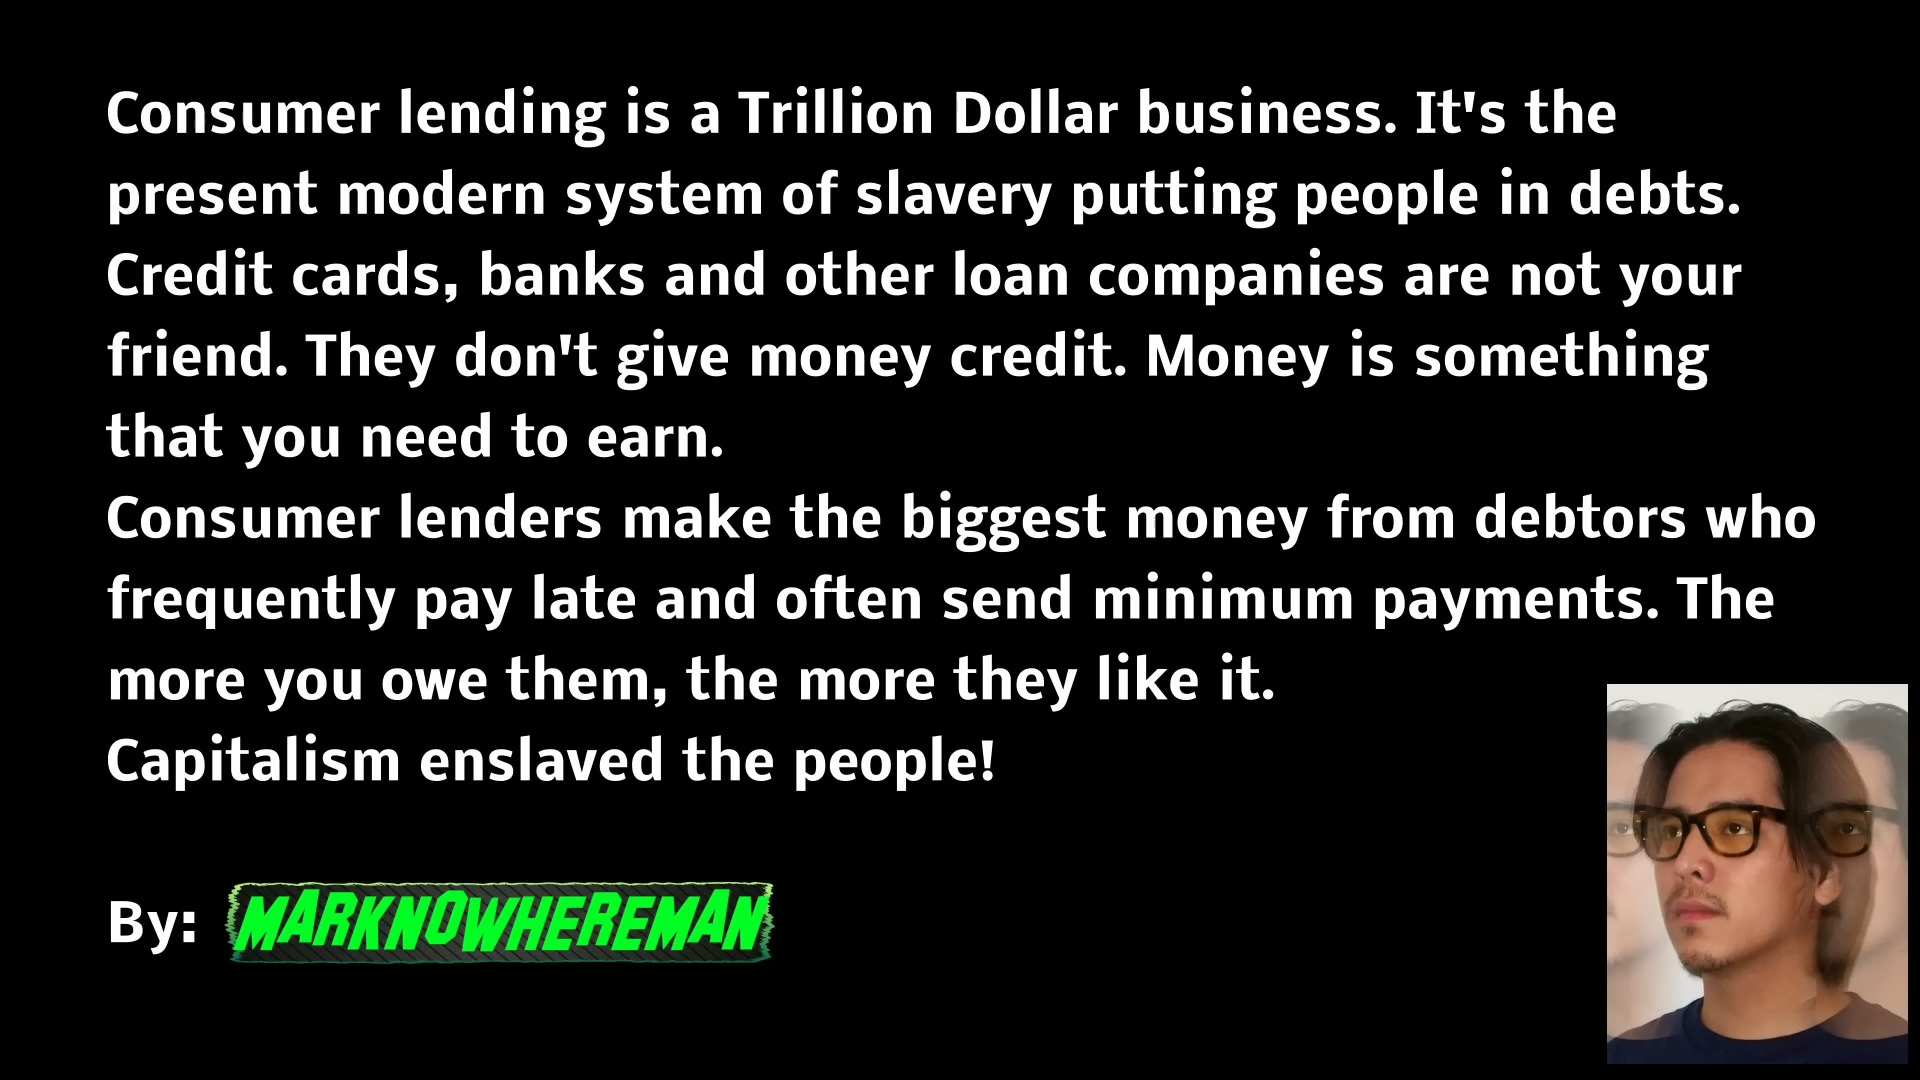 Consumer lending is a Trillion Dollar business. It's the
present modern system of slavery putting people in debts.
Credit cards, banks and other loan companies are not your
friend. They don't give money credit. Money is something
that you need to earn.
Consumer lenders make the biggest money from debtors who
frequently pay late and often send minimum payments. The
more you owe them, the more they like it.
Capitalism enslaved the people!
By: MARKNOWHEREMAN